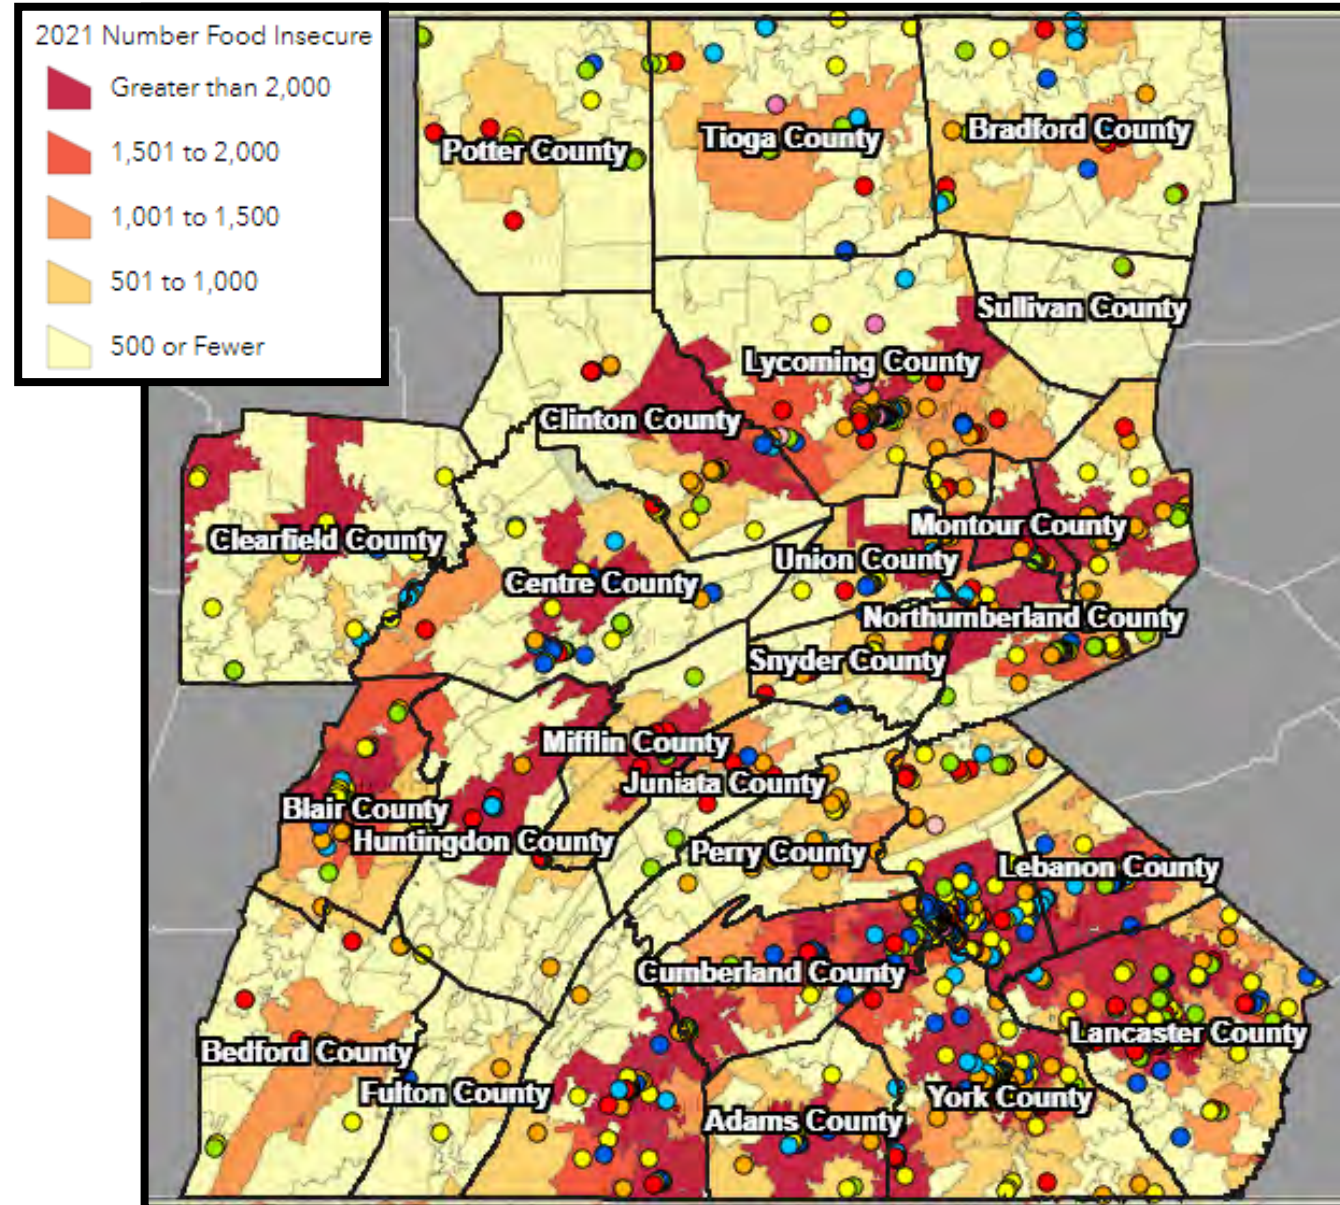 2021 Number Food Insecure
Greater than 2,000
1,501 to 2,000
1,001 to 1,500
501 to 1,000
500 or Fewer
Potter County
Tioga County
Bradford County
Sullivan County
Lycoming County
Clinton County
Clearfield County
Montour County
Union County
Centre County
Northumberland County
Snyder County
Mifflin County
Juniata County
Blair County
Huntingdon County
Perry County
Lebanon County
Cumberland County
Lancaster County
Bedford County
Fulton County
York County
Adams County